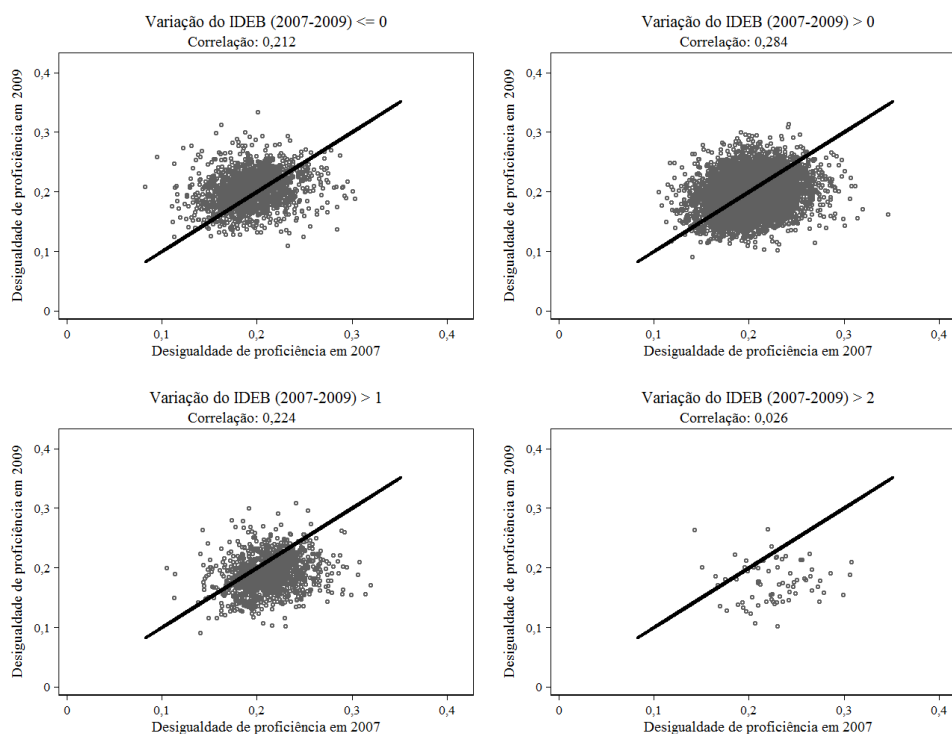 Variação do IDEB (2007-2009) <= 0
Correlação: 0,212
Desigualdade de proficiência em 2009
0,4
0,3
0,2
0,1
0
0 0,1 0,2 0,3 0,4
Desigualdade de proficiência em 2007
Variação do IDEB (2007-2009) > 0
Correlação: 0,284
Desigualdade de proficiência em 2009
0,4
0,3
0,2
0,1
0
0 0,1 0,2 0,3 0,4
Desigualdade de proficiência em 2007
Variação do IDEB (2007-2009) > 1
Correlação: 0,224
Desigualdade de proficiência em 2009
0,4
0,3
0,2
0,1
0
0 0,1 0,2 0,3 0,4
Desigualdade de proficiência em 2007
Variação do IDEB (2007-2009) > 2
Correlação: 0,026
Desigualdade de proficiência em 2009
0,4
0,3
0,2
0,1
0
0 0,1 0,2 0,3 0,4
Desigualdade de proficiência em 2007